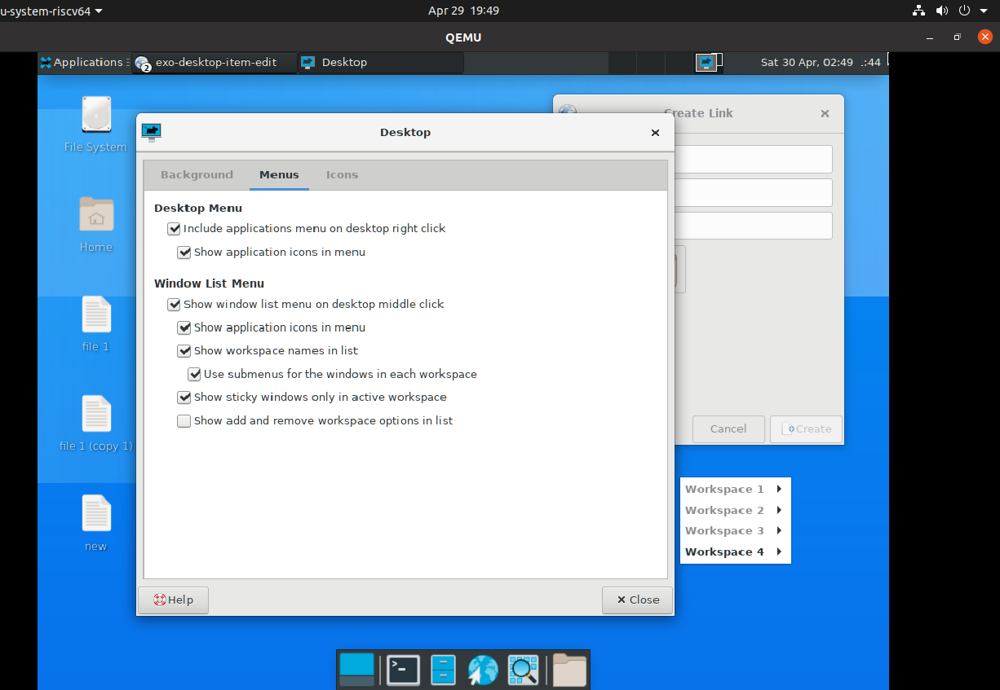 u-system-riscv64
Apr 29 19:49
QEMU
Applications
2
exo-desktop-item-edit
Desktop
Sat 30 Apr, 02:49
.:44
File System
Home
file 1
file 1 (copy 1)
new
Desktop
Background
Menus
Icons
Desktop Menu
Include applications menu on desktop right click
Show application icons in menu
Window List Menu
Show window list menu on desktop middle click
Show application icons in menu
Show workspace names in list
Use submenus for the windows in each workspace
Show sticky windows only in active workspace
Show add and remove workspace options in list
Help
Close
Create Link
Cancel
Create
Workspace 1
Workspace 2
Workspace 3
Workspace 4
>_